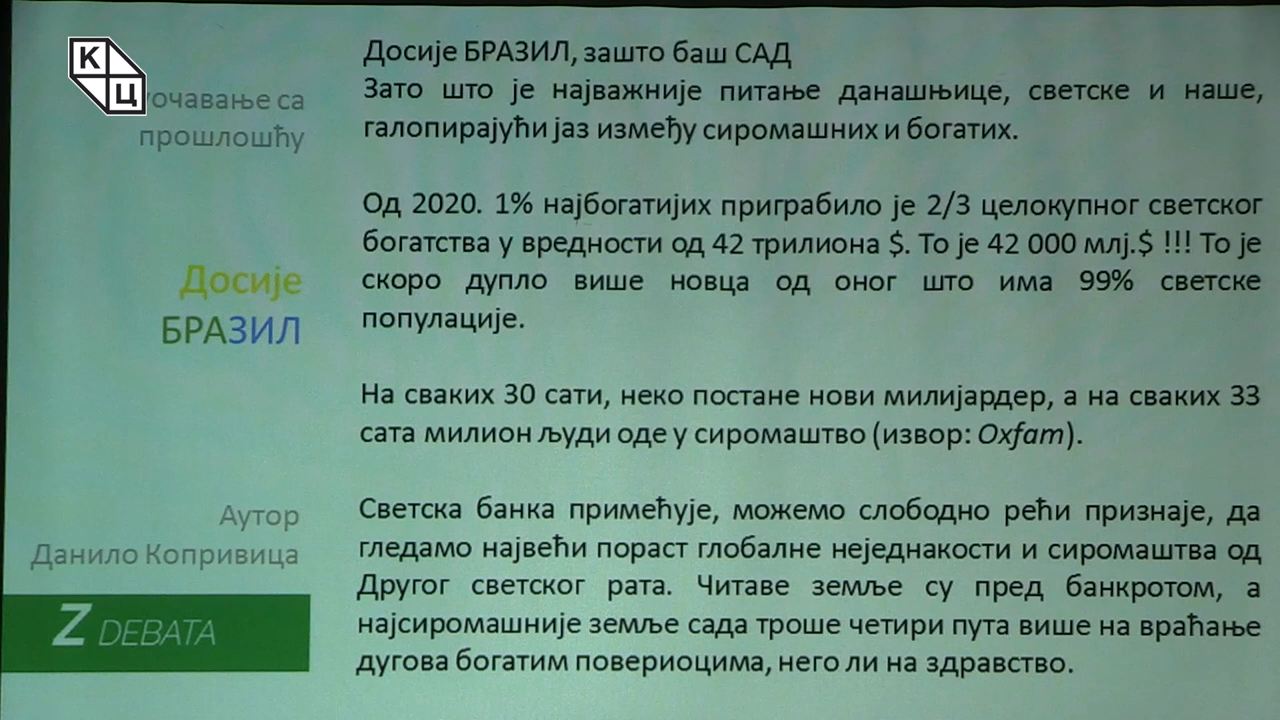 К
Ц
очавање са
прошлошћу
Досије
БРАЗИЛ
Аутор
Данило Копривица
Z DEBATA
Досије БРАЗИЛ, зашто баш САД
Зато што је најважније питање данашњице, светске и наше,
галопирајући јаз између сиромашних и богатих.
Од 2020. 1% најбогатијих приграбило је 2/3 целокупног светског
богатства у вредности од 42 трилиона $. То је 42 000 млј.$ !!! То је
скоро дупло више новца од оног што има 99% светске
популације.
На сваких 30 сати, неко постане нови милијардер, а на сваких 33
сата милион људи оде у сиромаштво (извор: Oxfam).
Светска банка примећује, можемо слободно рећи признаје, да
гледамо највећи пораст глобалне неједнакости и сиромаштва од
Другог светског рата. Читаве земље су пред банкротом, а
најсиромашније земље сада троше четири пута више на враћање
дугова богатим повериоцима, него ли на здравство.